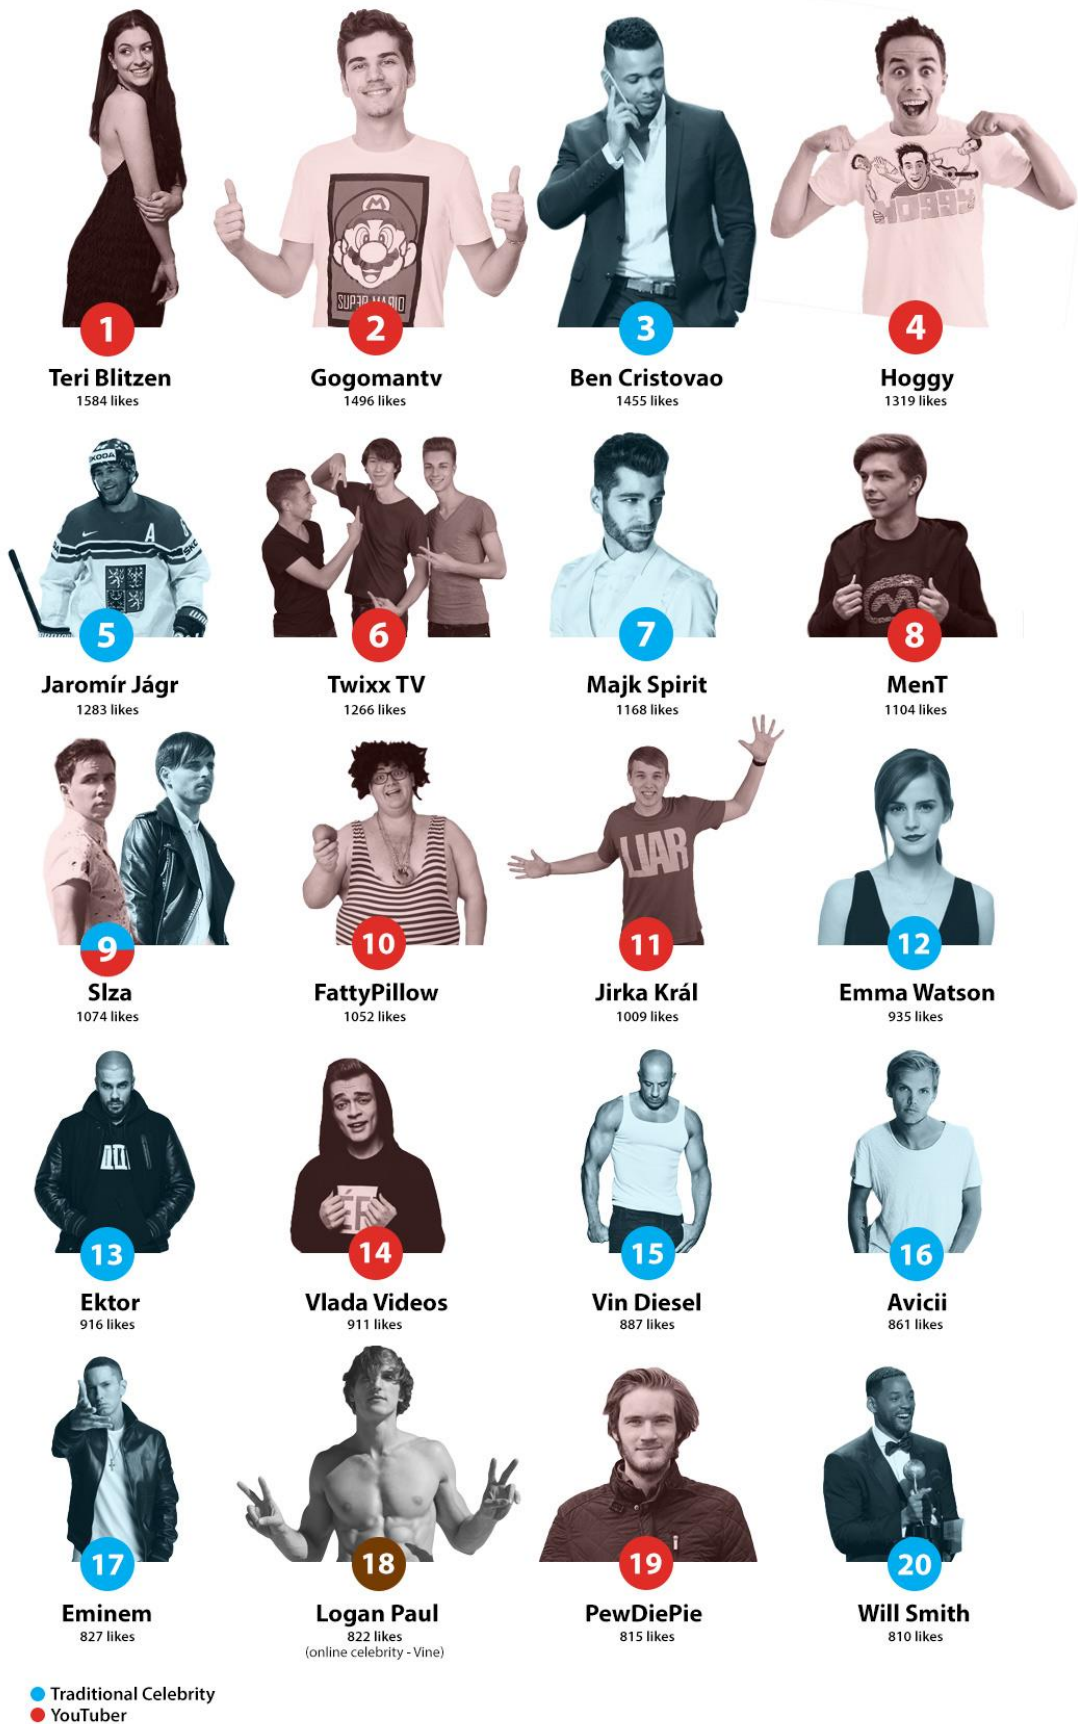 SUPER MARIO
1
2
3
4
Teri Blitzen
Gogomantv
Ben Cristovao
Hoggy
1584 likes
1496 likes
1455 likes
1319 likes
HOGGY
ŠKODA
A
5
6
7
8
Jaromír Jágr
Twixx TV
Majk Spirit
MenT
1283 likes
1266 likes
1168 likes
1104 likes
LIAR
9
10
11
12
Slza
FattyPillow
Jirka Král
Emma Watson
1074 likes
1052 likes
1009 likes
935 likes
13
14
15
16
Ektor
Vlada Videos
Vin Diesel
Avicii
916 likes
911 likes
887 likes
861 likes
17
18
19
20
Eminem
Logan Paul
PewDiePie
Will Smith
827 likes
822 likes
815 likes
810 likes
(online celebrity - Vine)
Traditional Celebrity
YouTuber